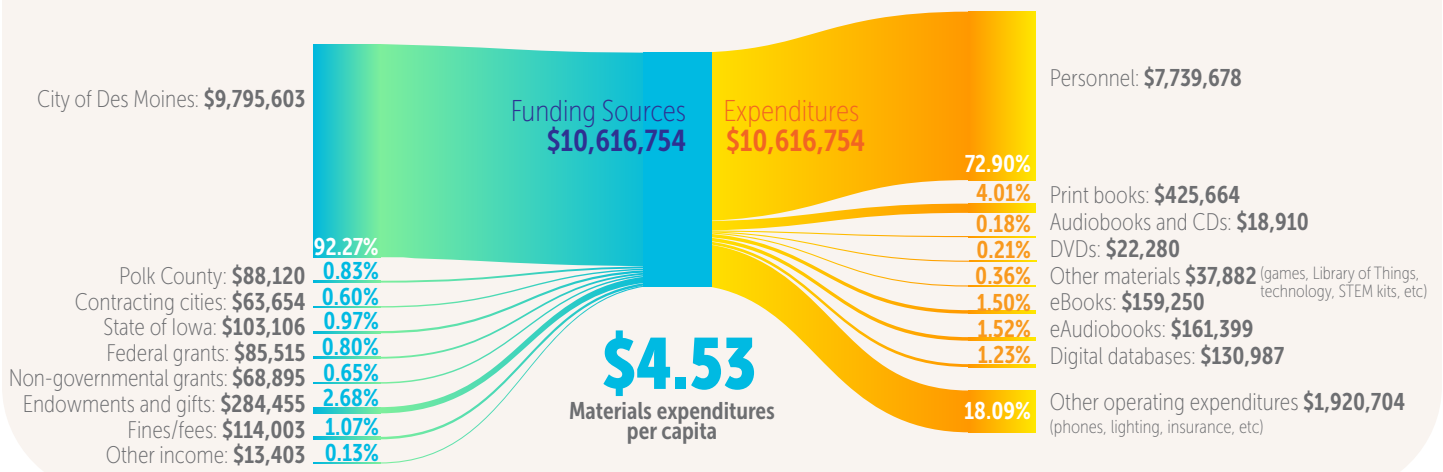 City of Des Moines: $9,795,603
92.27%
Polk County: $88,120 0.83%
Contracting cities: $63,654 0.60%
State of Iowa: $103,106 0.97%
Federal grants: $85,515 0.80%
Non-governmental grants: $68,895 0.65%
Endowments and gifts: $284,455 2.68%
Fines/fees: $114,003 1.07%
Other income: $13,403 0.13%
Funding Sources
$10,616,754
Expenditures
$10,616,754
$4.53
Materials expenditures
per capita
Personnel: $7,739,678
72.90%
4.01% Print books: $425,664
0.18% Audiobooks and CDs: $18,910
0.21% DVDs: $22,280
0.36% Other materials $37,882 (games, Library of Things,
technology, STEM kits, etc)
1.50% eBooks: $159,250
1.52% eAudiobooks: $161,399
1.23% Digital databases: $130,987
18.09% Other operating expenditures $1,920,704
(phones, lighting, insurance, etc)